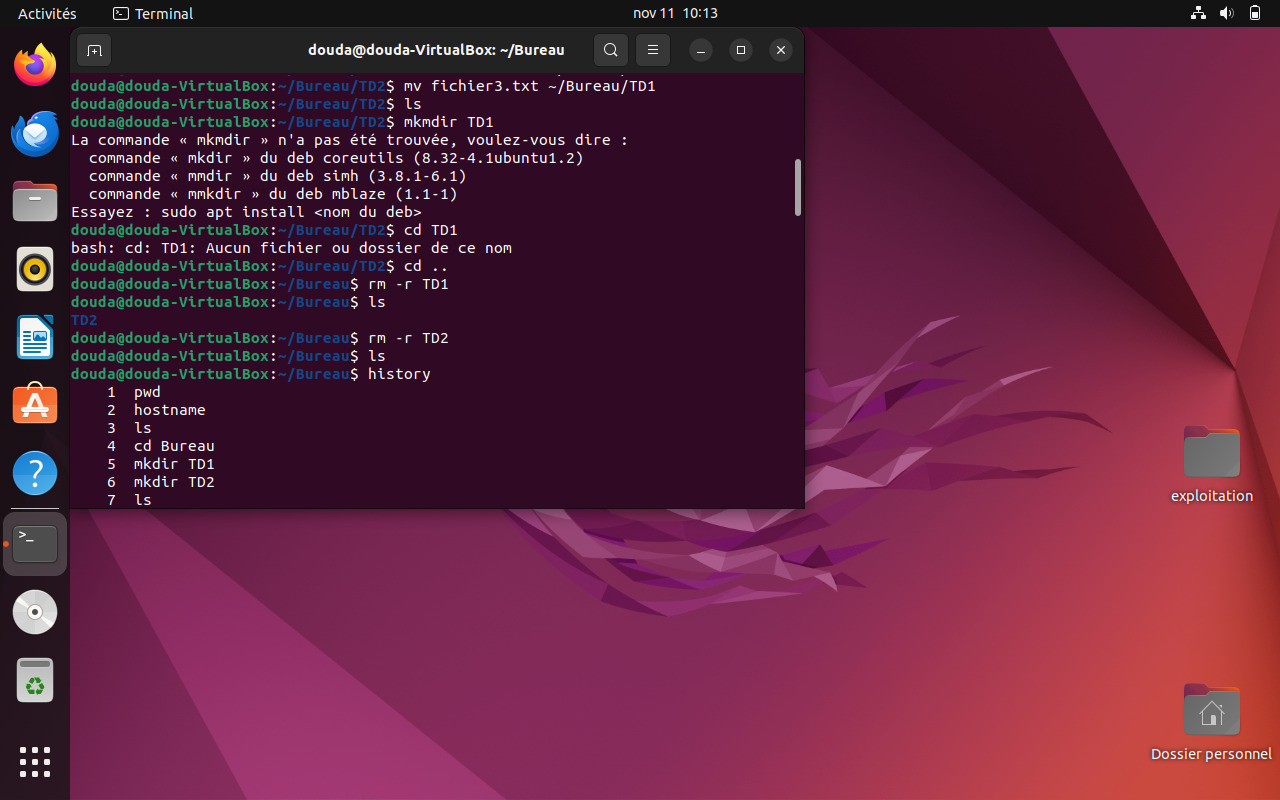 Activités
Terminal
nov 11 10:13
douda@douda-VirtualBox: ~/Bureau
douda@douda-VirtualBox:~/Bureau/TD2$ mv fichier3.txt ~/Bureau/TD1
douda@douda-VirtualBox:~/Bureau/TD2$ ls
douda@douda-VirtualBox:~/Bureau/TD2$ mkmdir TD1
La commande « mkmdir » n'a pas été trouvée, voulez-vous dire :
  commande « mkdir » du deb coreutils (8.32-4.1ubuntu1.2)
  commande « mmdir » du deb simh (3.8.1-6.1)
  commande « mmkdir » du deb mblaze (1.1-1)
Essayez : sudo apt install <nom du deb>
douda@douda-VirtualBox:~/Bureau/TD2$ cd TD1
bash: cd: TD1: Aucun fichier ou dossier de ce nom
douda@douda-VirtualBox:~/Bureau/TD2$ cd ..
douda@douda-VirtualBox:~/Bureau$ rm -r TD1
douda@douda-VirtualBox:~/Bureau$ ls
TD2
douda@douda-VirtualBox:~/Bureau$ rm -r TD2
douda@douda-VirtualBox:~/Bureau$ ls
douda@douda-VirtualBox:~/Bureau$ history
    1  pwd
    2  hostname
    3  ls
    4  cd Bureau
    5  mkdir TD1
    6  mkdir TD2
    7  ls
exploitation
Dossier personnel